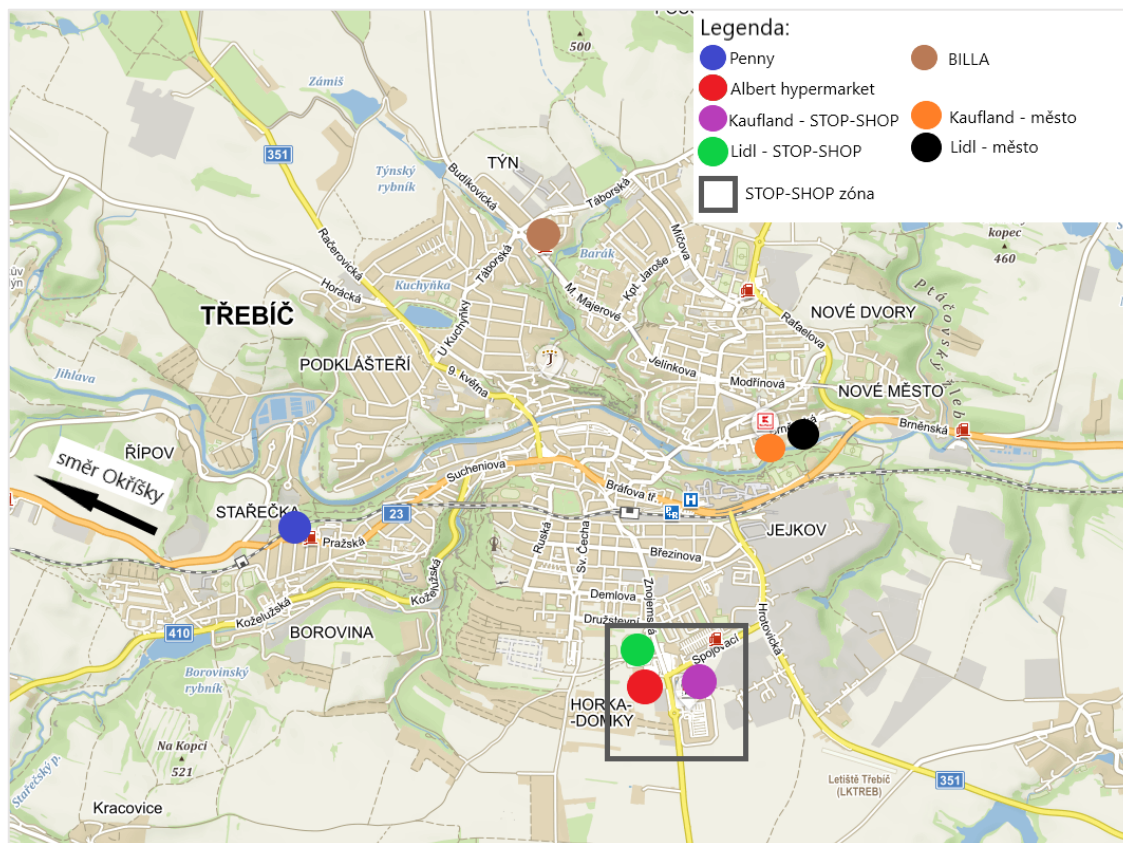 Legenda:
Penny
BILLA
Albert hypermarket
Kaufland - STOP-SHOP
Kaufland - město
Lidl - STOP-SHOP
Lidl - město
STOP-SHOP zóna
500
Zámiš
351
TÝN
Týnský
rybník
Budíkovická
Táborská
Račerovická
Míčova
kopec
460
Barák
Kpt. Jaroše
Táborská
Kuchyňka
Horácká
M. Majerové
ptáčovský žleb
TŘEBÍČ
U Kuchyňky
NOVÉ DVORY
Rafaelova
PODKLÁŠTEŘÍ
J
Jelínkova
Jihlava
9. května
Modřínová
NOVÉ MĚSTO
Brněnská
ŘÍPOV
směr Okříšky
Sucheniova
Bráfova tř.
H
STAŘEČKA
23
P+R
JEJKOV
Pražská
Ruská
Sv. Čecha
Březinova
Znojemská
Demlova
Koželužská
Koželužská
Družstevní
Hrotovická
410
BOROVINA
Spojovací
Borovinský
rybník
HORKA-
-DOMKY
Na Kopci
521
Stařečský p.
Letiště Třebíč
(LKTREB)
351
Kracovice